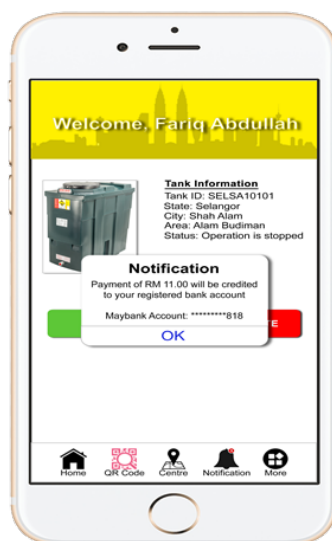 Welcome, Fariq Abdullah
Tank Information
Tank ID: SELSA10101
State: Selangor
City: Shah Alam
Area: Alam Budiman
Status: Operation is stopped
Notification
Payment of RM 11.00 will be credited
to your registered bank account
Maybank Account: *********818
OK
Home
QR Code
Centre
Notification
More